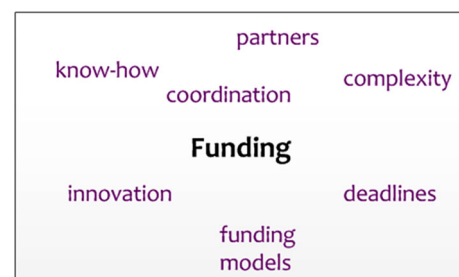 partners
know-how
complexity
coordination
Funding
innovation
deadlines
funding
models